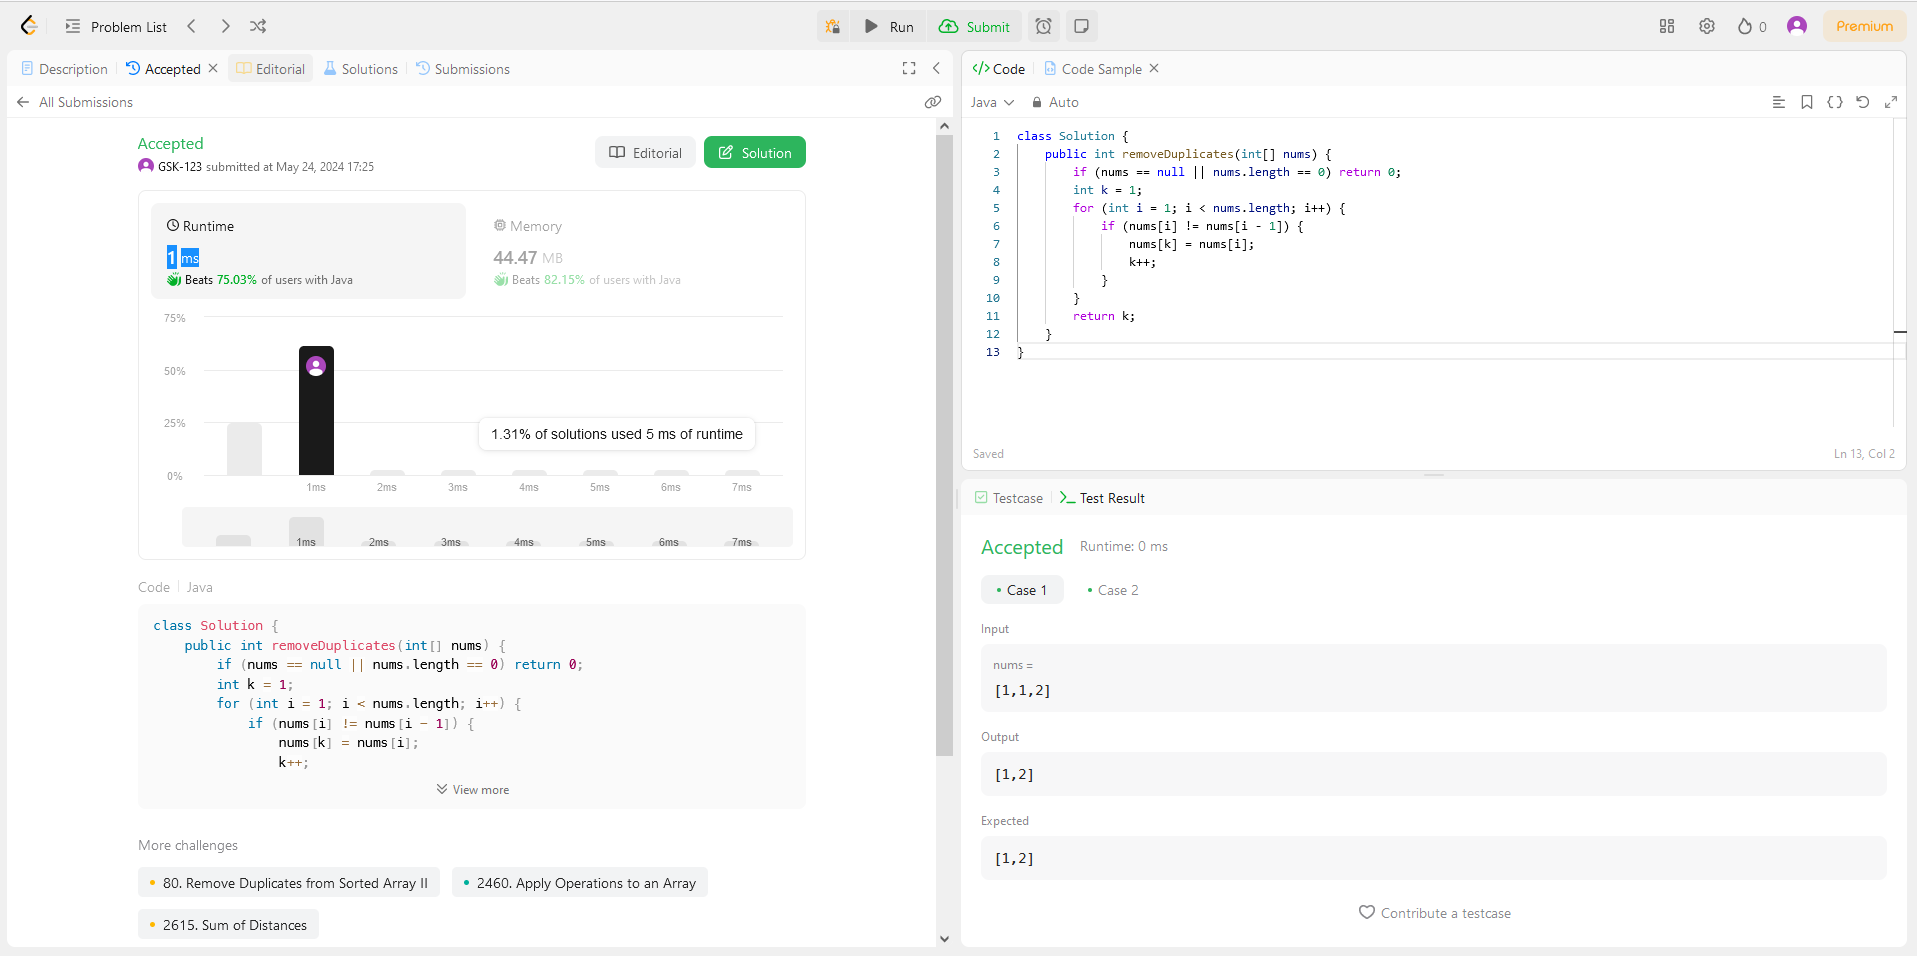 Problem List
Run
Submit
0
Premium
Description
Accepted
Editorial
Solutions
Submissions
All Submissions
Accepted
GSK-123 submitted at May 24, 2024 17:25
Editorial
Solution
Runtime
1 ms
Beats 75.03% of users with Java
Memory
44.47 MB
Beats 82.15% of users with Java
75%
50%
25%
0%
1.31% of solutions used 5 ms of runtime
1ms 2ms 3ms 4ms 5ms 6ms 7ms
1ms 2ms 3ms 4ms 5ms 6ms 7ms
Code Java
class Solution {
    public int removeDuplicates(int[] nums) {
        if (nums == null || nums.length == 0) return 0;
        int k = 1;
        for (int i = 1; i < nums.length; i++) {
            if (nums[i] != nums[i - 1]) {
                nums[k] = nums[i];
                k++;
View more
More challenges
80. Remove Duplicates from Sorted Array II
2460. Apply Operations to an Array
2615. Sum of Distances
</> Code
Code Sample
Java
Auto
1 class Solution {
2     public int removeDuplicates(int[] nums) {
3         if (nums == null || nums.length == 0) return 0;
4         int k = 1;
5         for (int i = 1; i < nums.length; i++) {
6             if (nums[i] != nums[i - 1]) {
7                 nums[k] = nums[i];
8                 k++;
9             }
10         }
11         return k;
12     }
13 }
Saved
Ln 13, Col 2
Testcase
Test Result
Accepted
Runtime: 0 ms
Case 1
Case 2
Input
nums =
[1,1,2]
Output
[1,2]
Expected
[1,2]
Contribute a testcase